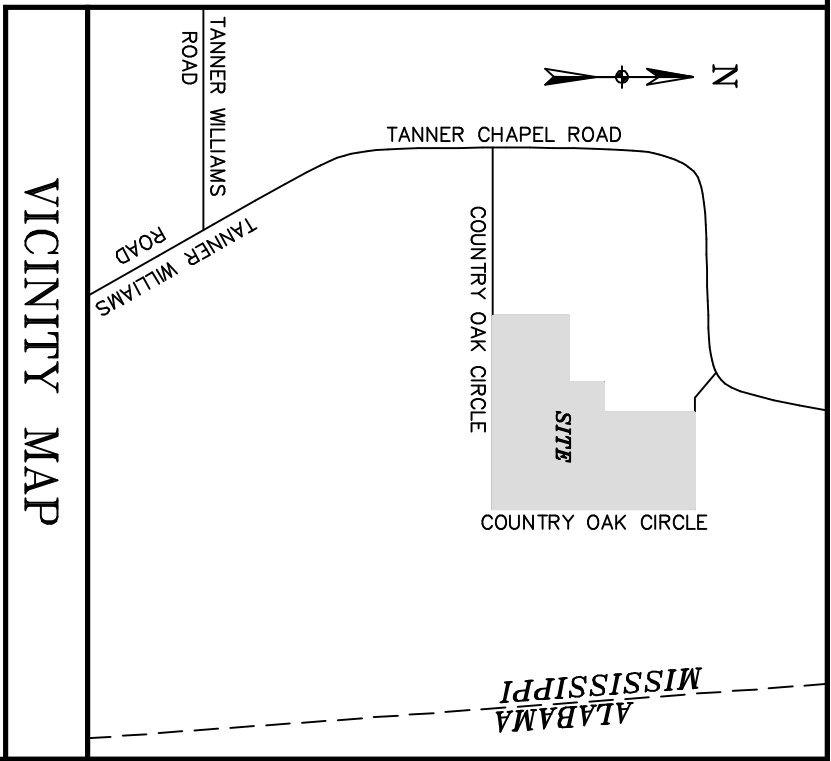 TANNER WILLIAMS
ROAD
N
TANNER CHAPEL ROAD
TANNER WILLIAMS
ROAD
COUNTRY OAK CIRCLE
SITE
COUNTRY OAK CIRCLE
MISSISSIPPI
ALABAMA
VICINITY MAP